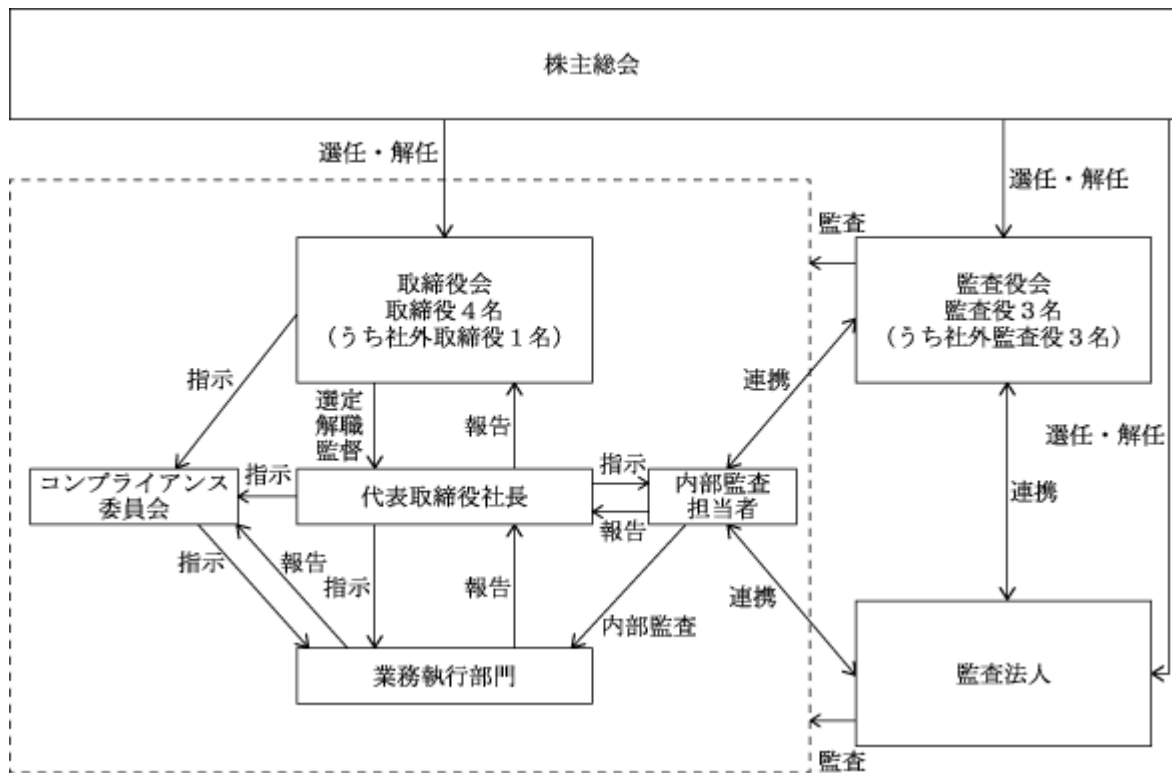 株主総会
選任・解任
選任・解任
監査
取締役会
取締役４名
（うち社外取締役１名）
監査役会
監査役３名
（うち社外監査役３名）
指示
選定
解職
監督
報告
連携
選任・解任
連携
コンプライアンス
委員会
指示
代表取締役社長
指示
報告
内部監査
担当者
指示
報告
指示
報告
内部監査
連携
業務執行部門
監査法人
監査